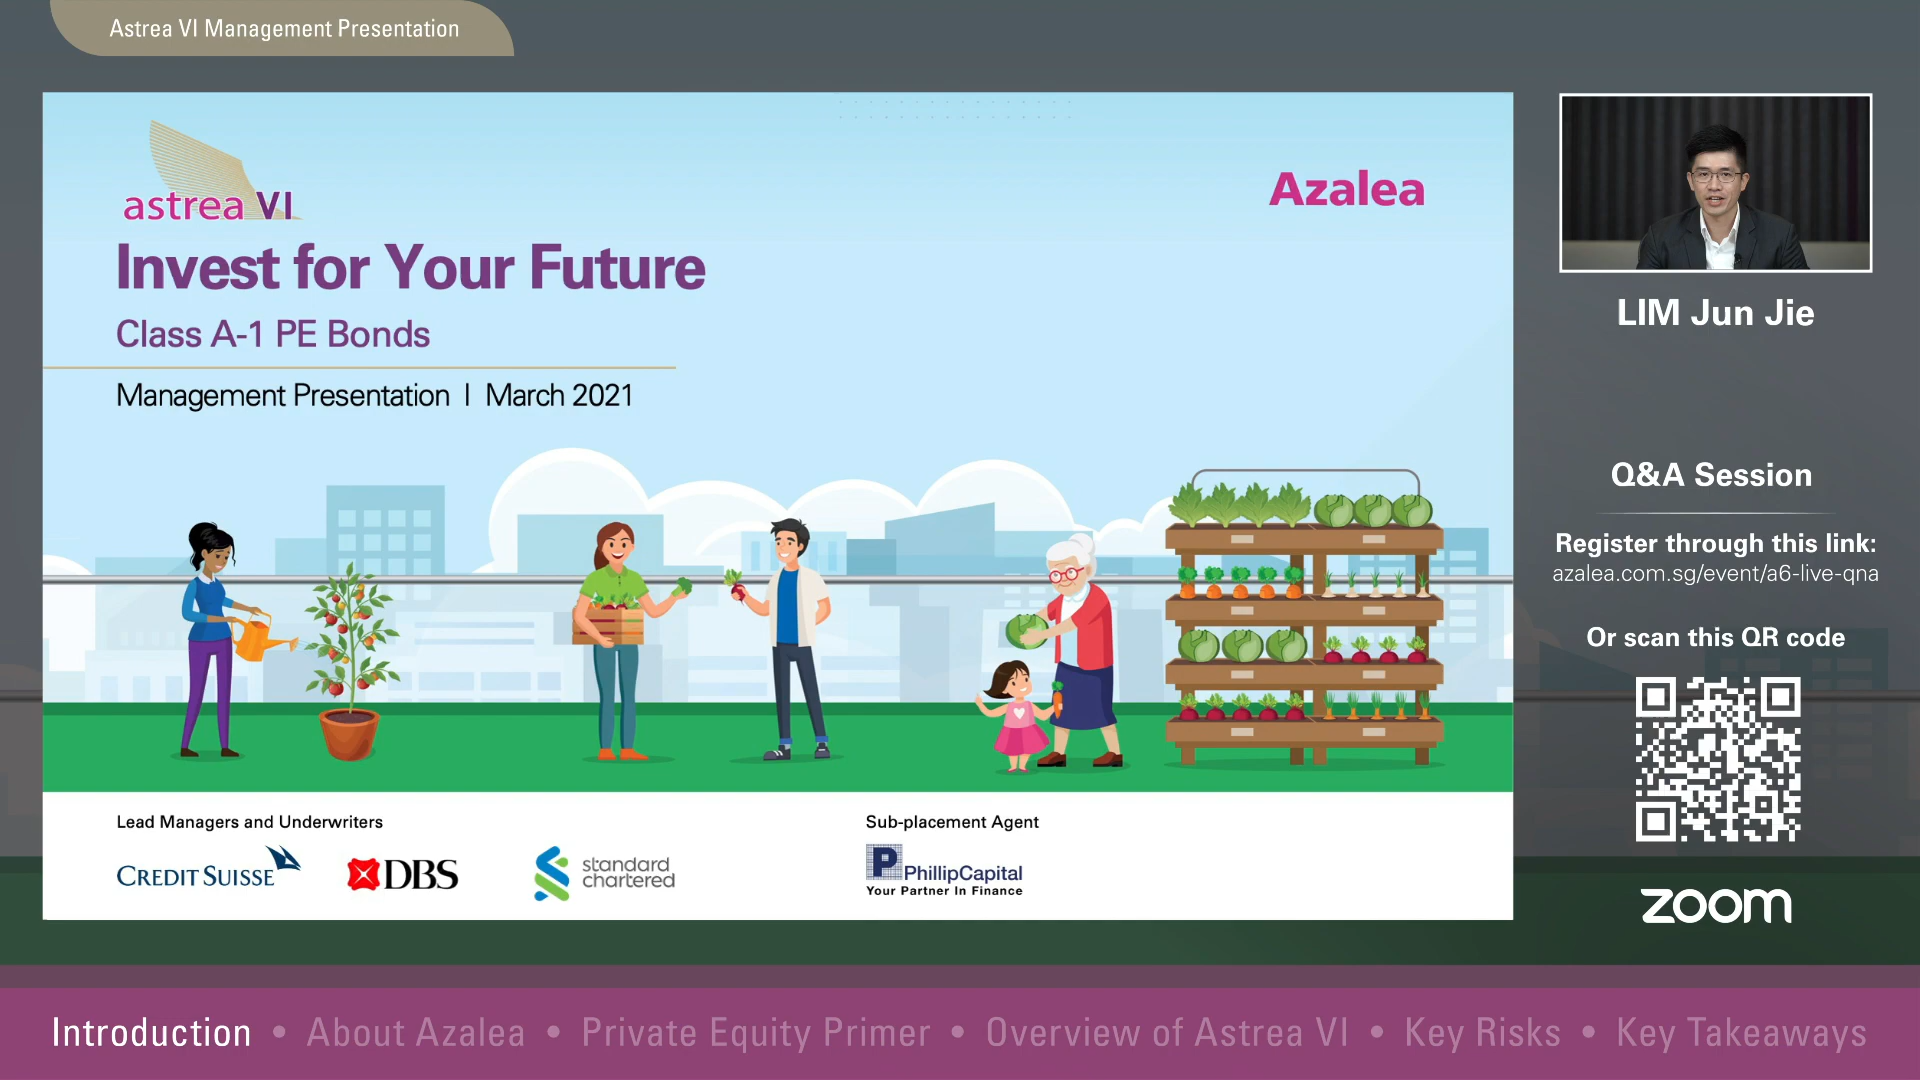 Astrea VI Management Presentation
astrea VI
Azalea
Invest for Your Future
Class A-1 PE Bonds
Management Presentation | March 2021
Lead Managers and Underwriters
CREDIT SUISSE
DBS
standard
chartered
Sub-placement Agent
P PhillipCapital
Your Partner In Finance
LIM Jun Jie
Q&A Session
Register through this link:
azalea.com.sg/event/a6-live-qna
Or scan this QR code
zoom
Introduction • About Azalea • Private Equity Primer • Overview of Astrea VI • Key Risks • Key Takeaways